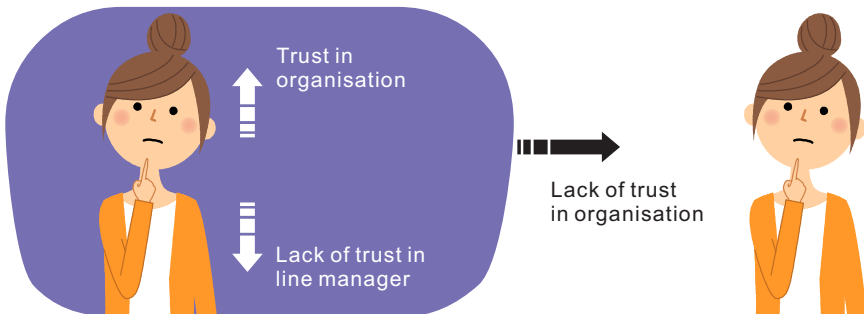 Trust in
organisation
Lack of trust in
line manager
Lack of trust
in organisation